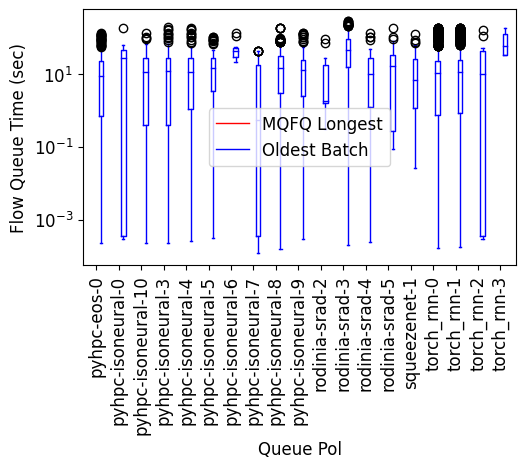 Flow Queue Time (sec)
10^1
10^-1
10^-3
MQFQ Longest
Oldest Batch
pyhpc-eos-0
pyhpc-isoneural-0
pyhpc-isoneural-10
pyhpc-isoneural-3
pyhpc-isoneural-4
pyhpc-isoneural-5
pyhpc-isoneural-6
pyhpc-isoneural-7
pyhpc-isoneural-8
pyhpc-isoneural-9
rodinia-srad-2
rodinia-srad-3
rodinia-srad-4
rodinia-srad-5
squeezenet-1
torch_rnn-0
torch_rnn-1
torch_rnn-2
torch_rnn-3
Queue Pol